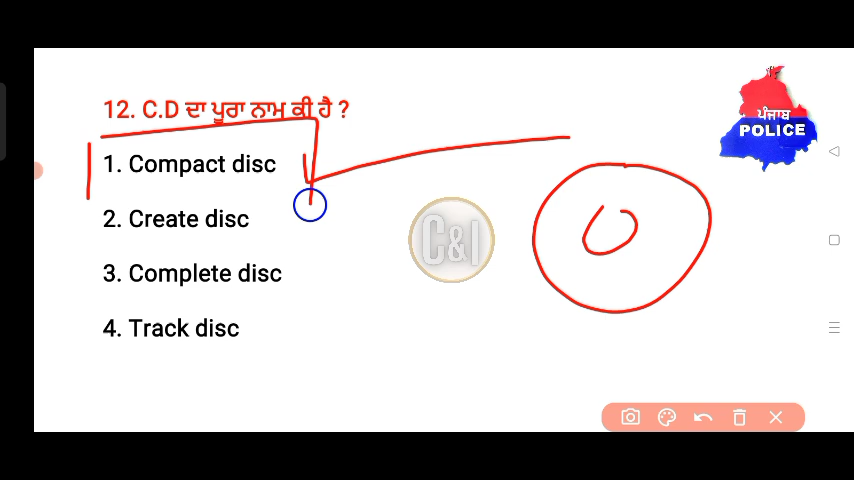 12. C.D ਦਾ ਪੂਰਾ ਨਾਮ ਕੀ ਹੈ ?
ਪੰਜਾਬ
POLICE
1. Compact disc
2. Create disc
C&I
3. Complete disc
4. Track disc